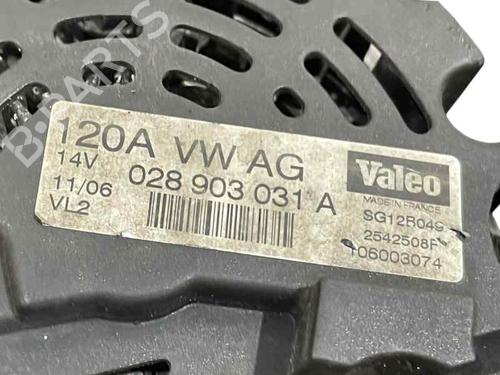 B-PARTS
120A VW AG
14V 028 903 031 A
11/06
VL2
Valeo
MADE IN FRANCE
SG12B049
2542508F
106003074